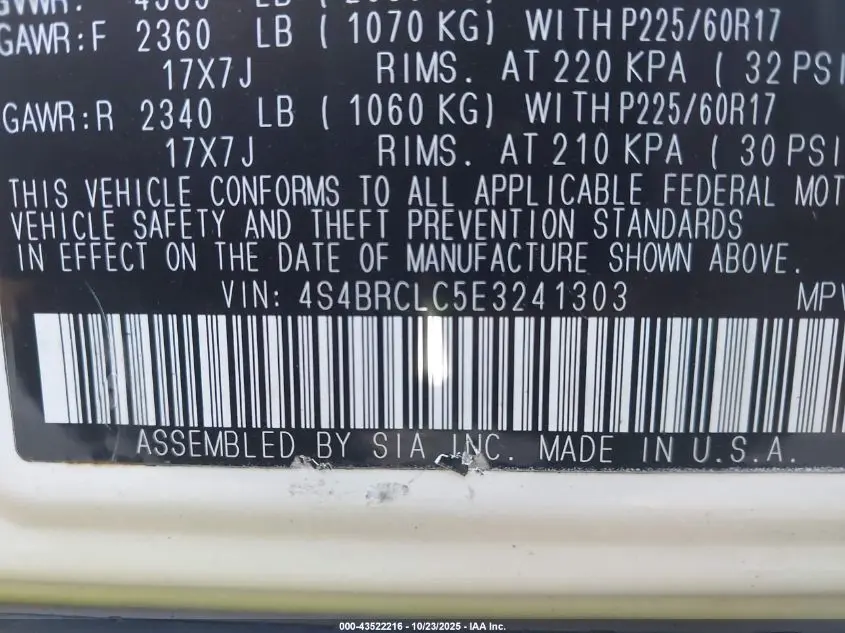 GVWR: LB
GAWR:F 2360 LB ( 1070 KG) WITH P225/60R17
17X7J RIMS. AT 220 KPA ( 32 PSI
GAWR:R 2340 LB ( 1060 KG) WITH P225/60R17
17X7J RIMS. AT 210 KPA ( 30 PSI
THIS VEHICLE CONFORMS TO ALL APPLICABLE FEDERAL MOT
VEHICLE SAFETY AND THEFT PREVENTION STANDARDS
IN EFFECT ON THE DATE OF MANUFACTURE SHOWN ABOVE.
VIN: 4S4BRCLC5E3241303 MPV
ASSEMBLED BY SIA INC. MADE IN U.S.A.
000-43522216 - 10/23/2025 - IAA Inc.